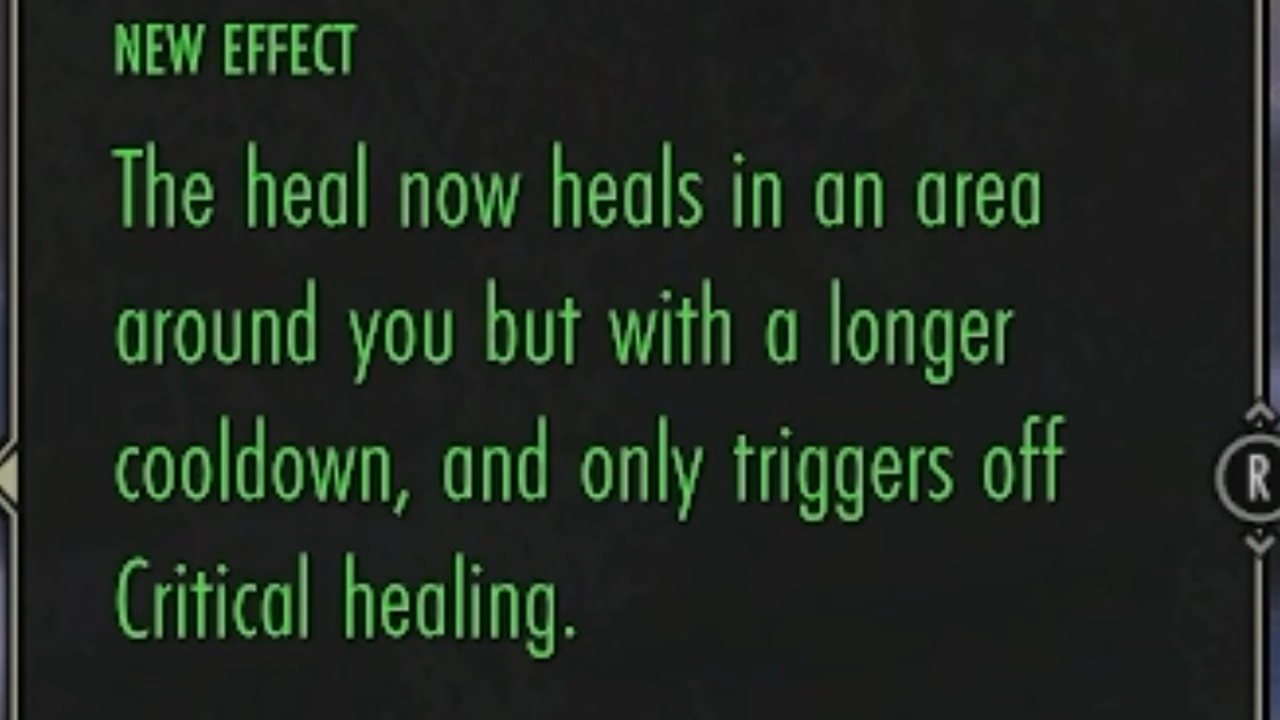 NEW EFFECT
The heal now heals in an area
around you but with a longer
cooldown, and only triggers off
Critical healing.
R